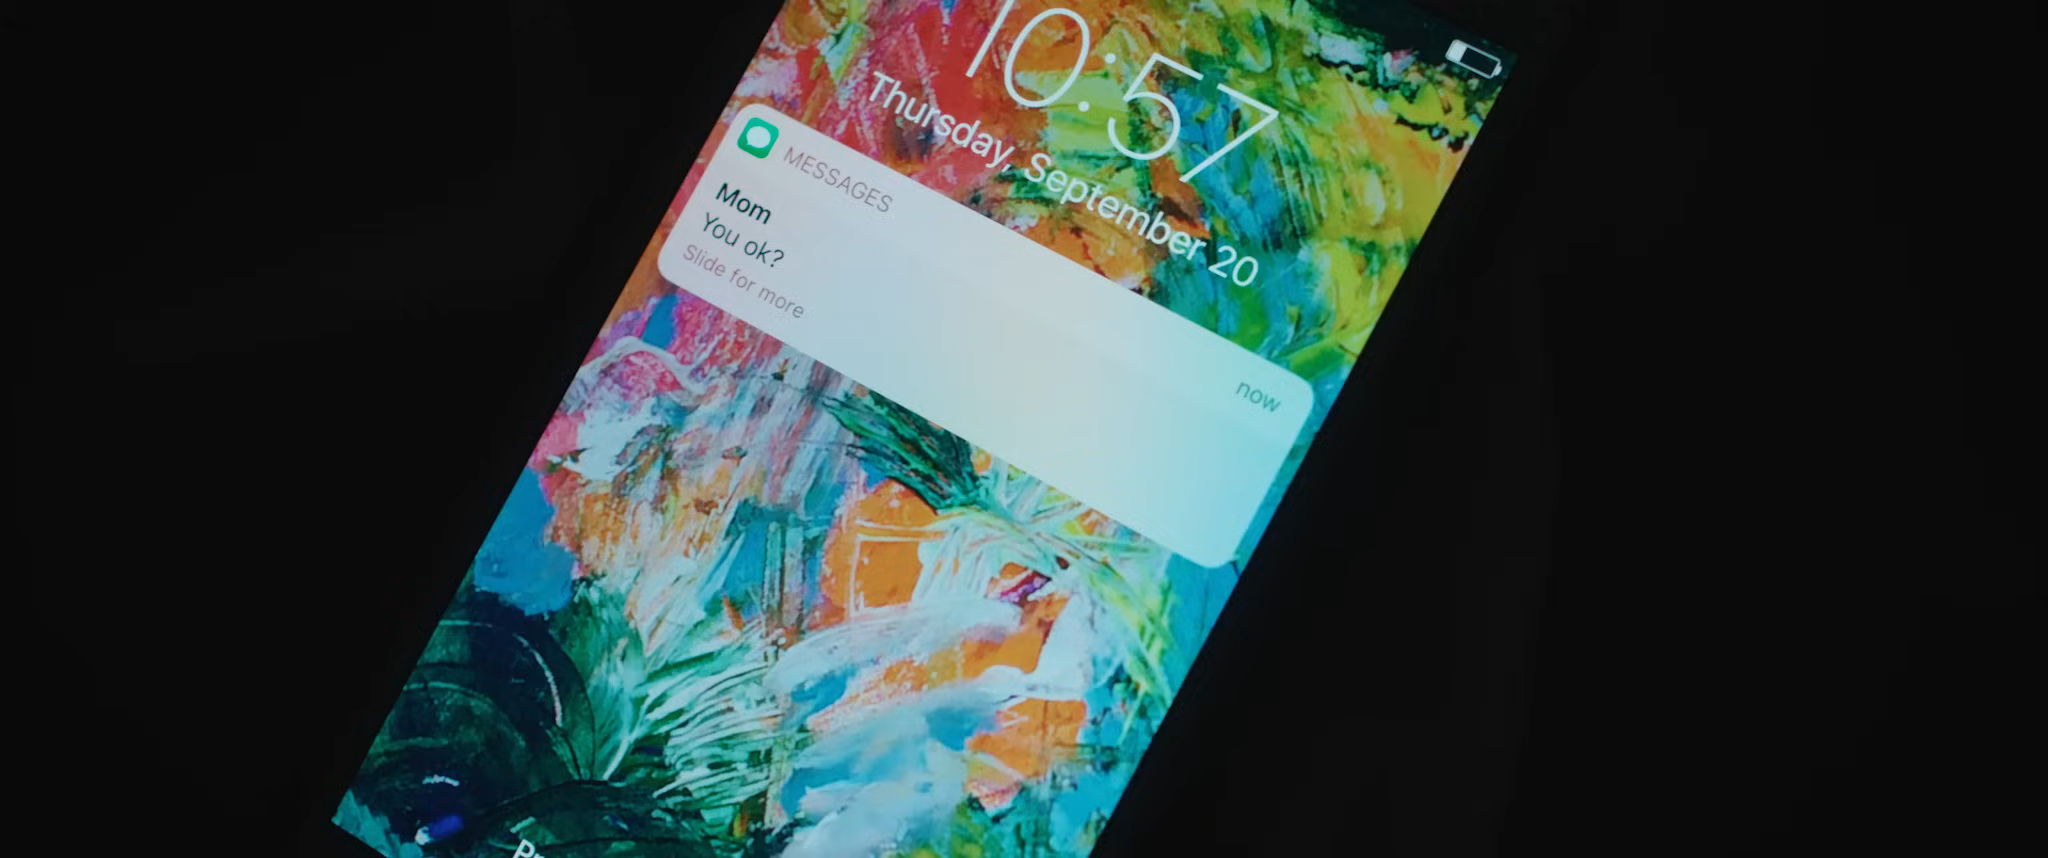 10:57
Thursday, September 20
MESSAGES
now
Mom
You ok?
Slide for more